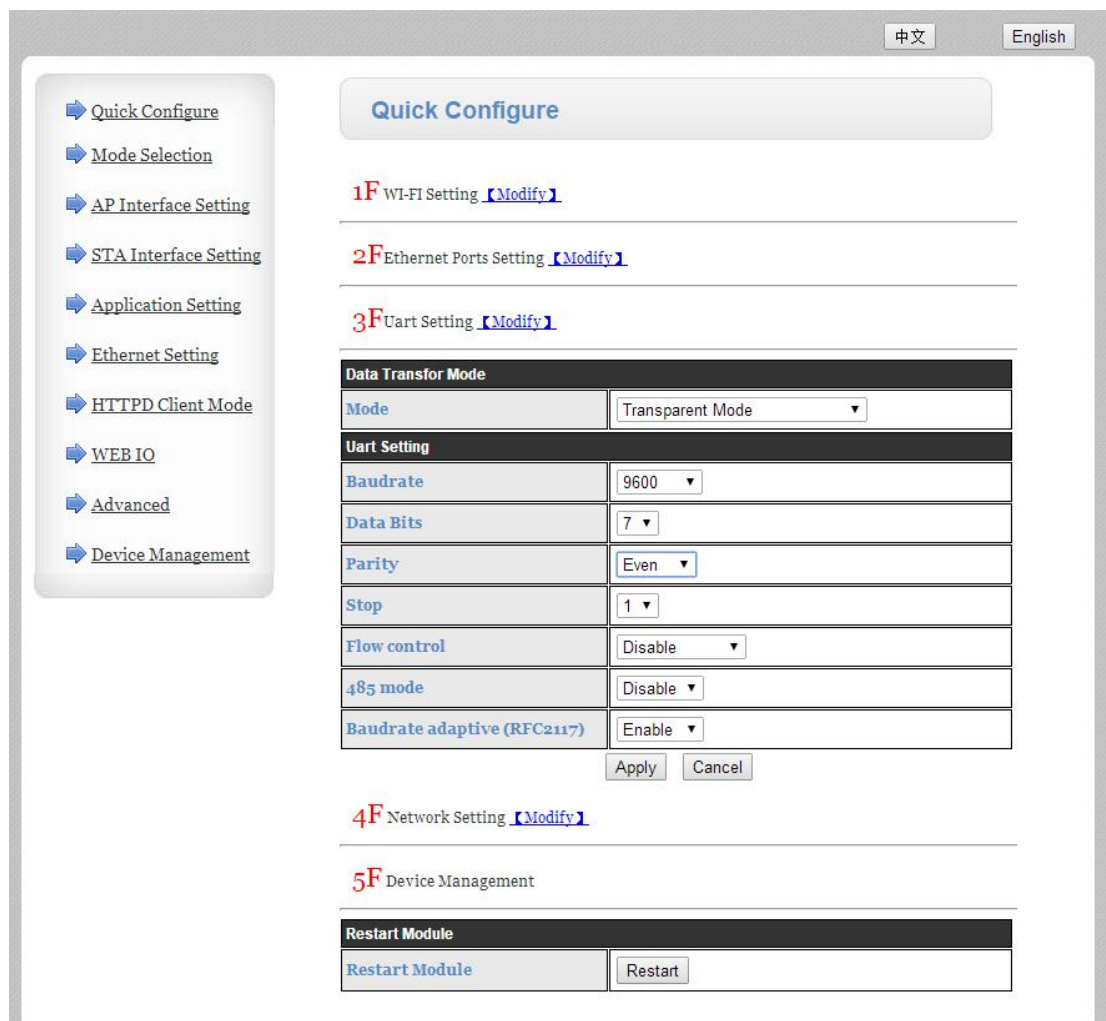 中文 English
Quick Configure
Mode Selection
AP Interface Setting
STA Interface Setting
Application Setting
Ethernet Setting
HTTPD Client Mode
WEB IO
Advanced
Device Management
Quick Configure
1F WI-FI Setting 【Modify】
2F Ethernet Ports Setting 【Modify】
3F Uart Setting 【Modify】
Data Transfor Mode
Mode Transparent Mode
Uart Setting
Baudrate 9600
Data Bits 7
Parity Even
Stop 1
Flow control Disable
485 mode Disable
Baudrate adaptive (RFC2117) Enable
Apply Cancel
4F Network Setting 【Modify】
5F Device Management
Restart Module
Restart Module Restart